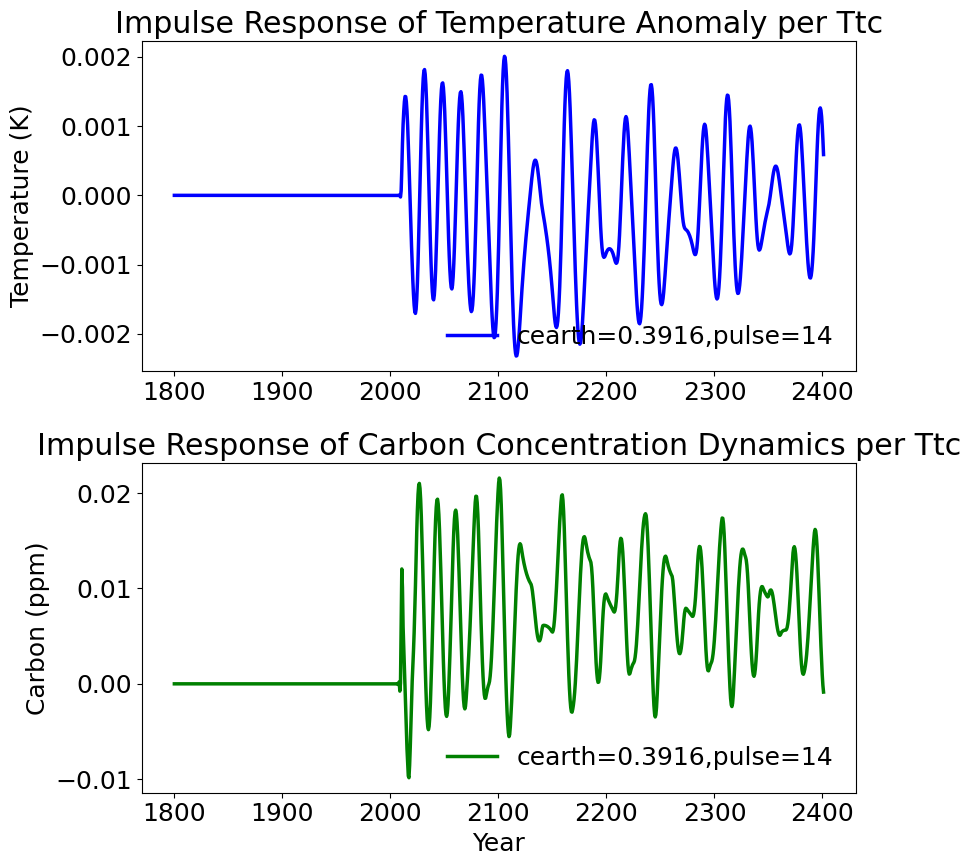 Impulse Response of Temperature Anomaly per Ttc
Temperature (K)
0.002
0.001
0.000
−0.001
−0.002
cearth=0.3916,pulse=14
1800 1900 2000 2100 2200 2300 2400
Impulse Response of Carbon Concentration Dynamics per Ttc
Carbon (ppm)
0.02
0.01
0.00
−0.01
cearth=0.3916,pulse=14
1800 1900 2000 2100 2200 2300 2400
Year